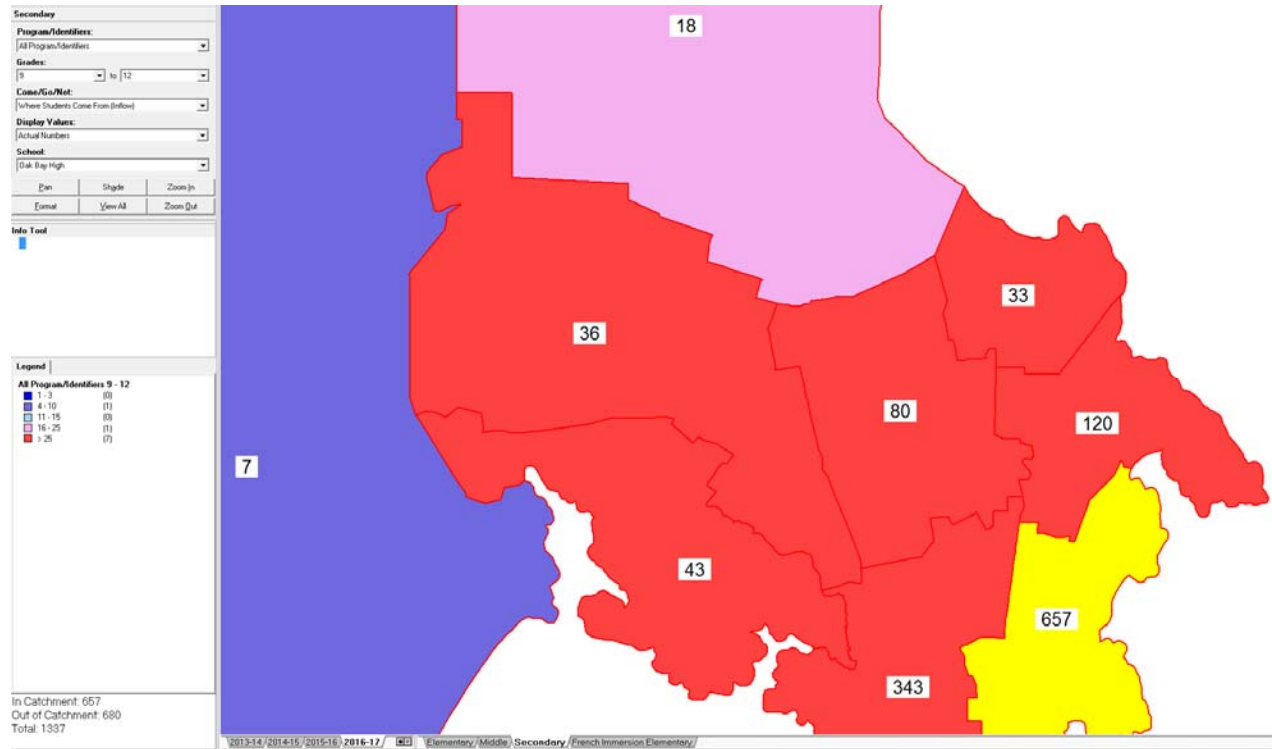 Secondary
Program/Identifiers:
All Program/Identifiers
Grades:
9 to 12
Come/Go/Net:
Where Students Come From (Inflow)
Display Values:
Actual Numbers
School:
Oak Bay High
Pan Shade Zoom In
Format View All Zoom Out
Info Tool
Legend
All Program/Identifiers 9 - 12
1 - 3 (0)
4 - 10 (1)
11 - 15 (0)
16 - 25 (1)
> 25 (7)
In Catchment: 657
Out of Catchment: 680
Total: 1337
18
33
36
80
120
7
43
657
343
2013-14 2014-15 2015-16 2016-17 Elementary Middle Secondary French Immersion Elementary